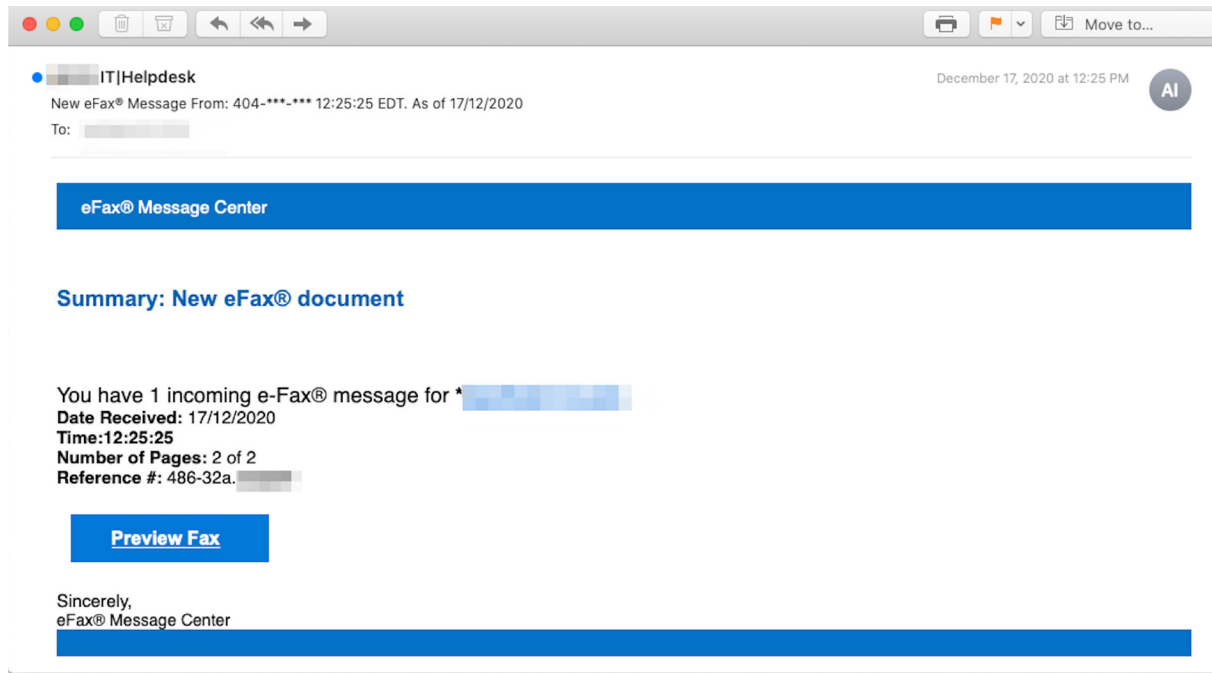 Move to...
IT|Helpdesk
December 17, 2020 at 12:25 PM
AI
New eFax® Message From: 404-***-*** 12:25:25 EDT. As of 17/12/2020
To:
eFax® Message Center
Summary: New eFax® document
You have 1 incoming e-Fax® message for *
Date Received: 17/12/2020
Time:12:25:25
Number of Pages: 2 of 2
Reference #: 486-32a.
Preview Fax
Sincerely,
eFax® Message Center